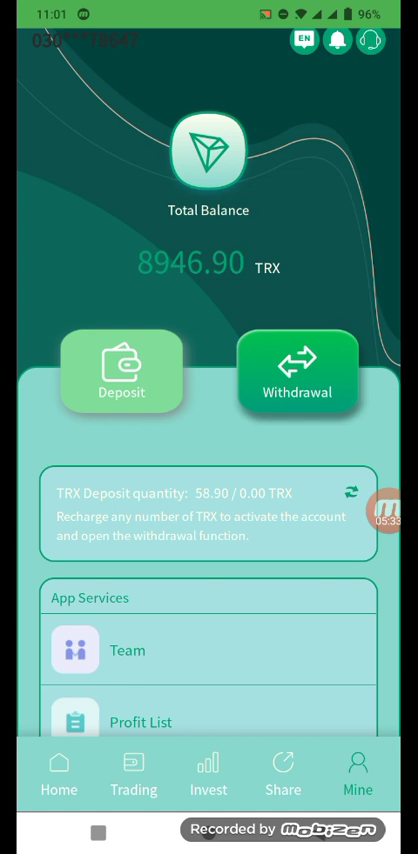 11:01
96%
030****78647
EN
Total Balance
8946.90 TRX
Deposit
Withdrawal
TRX Deposit quantity: 58.90 / 0.00 TRX
Recharge any number of TRX to activate the account
and open the withdrawal function.
05:33
App Services
Team
Profit List
Home
Trading
Invest
Share
Mine
Recorded by mobizen